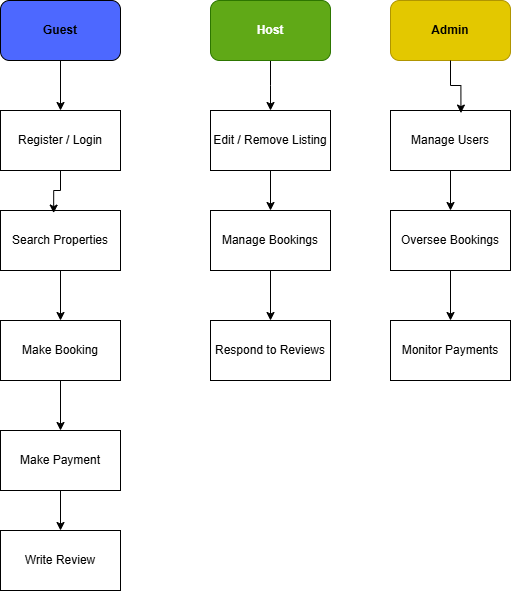 Guest
Host
Admin
Register / Login
Edit / Remove Listing
Manage Users
Search Properties
Manage Bookings
Oversee Bookings
Make Booking
Respond to Reviews
Monitor Payments
Make Payment
Write Review